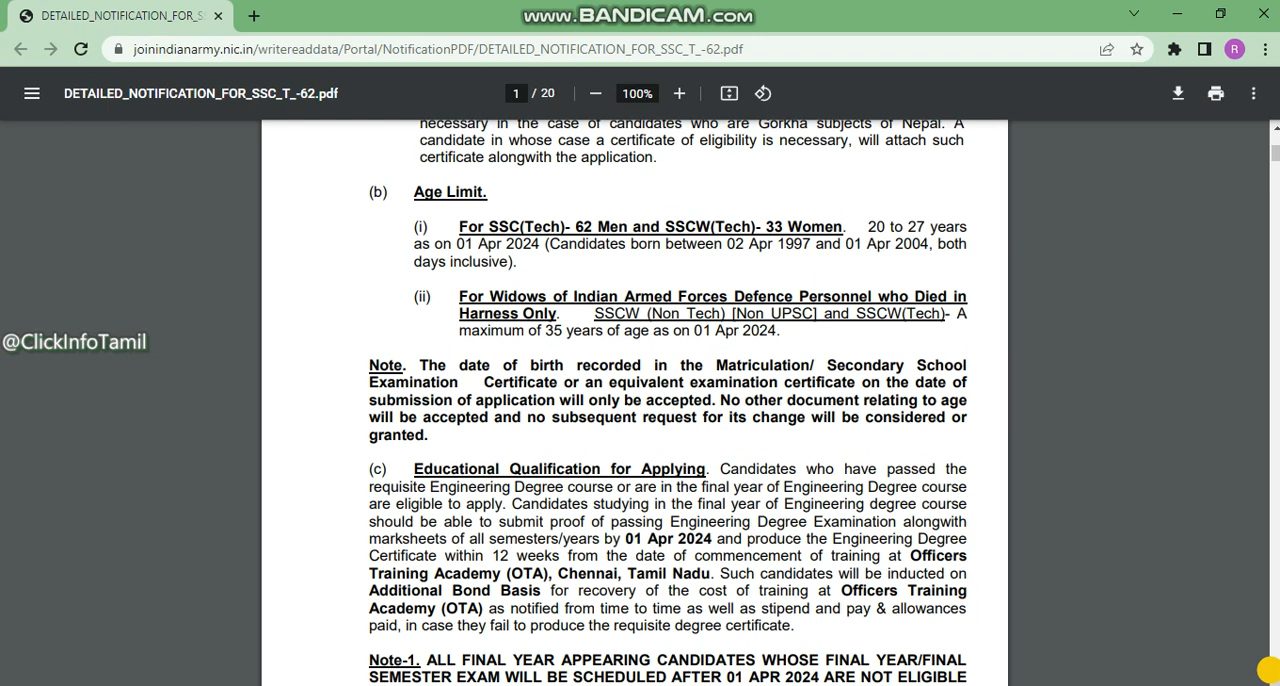 DETAILED_NOTIFICATION_FOR_S
www.BANDICAM.com
joinindianarmy.nic.in/writereaddata/Portal/NotificationPDF/DETAILED_NOTIFICATION_FOR_SSC_T_-62.pdf
R
DETAILED_NOTIFICATION_FOR_SSC_T_-62.pdf
1 / 20
100%
necessary in the case of candidates who are Gorkha subjects of Nepal. A
candidate in whose case a certificate of eligibility is necessary, will attach such
certificate alongwith the application.
(b) Age Limit.
(i) For SSC(Tech)- 62 Men and SSCW(Tech)- 33 Women. 20 to 27 years
as on 01 Apr 2024 (Candidates born between 02 Apr 1997 and 01 Apr 2004, both
days inclusive).
(ii) For Widows of Indian Armed Forces Defence Personnel who Died in
Harness Only. SSCW (Non Tech) [Non UPSC] and SSCW(Tech)- A
maximum of 35 years of age as on 01 Apr 2024.
@ClickInfoTamil
Note. The date of birth recorded in the Matriculation/ Secondary School
Examination Certificate or an equivalent examination certificate on the date of
submission of application will only be accepted. No other document relating to age
will be accepted and no subsequent request for its change will be considered or
granted.
(c) Educational Qualification for Applying. Candidates who have passed the
requisite Engineering Degree course or are in the final year of Engineering Degree course
are eligible to apply. Candidates studying in the final year of Engineering degree course
should be able to submit proof of passing Engineering Degree Examination alongwith
marksheets of all semesters/years by 01 Apr 2024 and produce the Engineering Degree
Certificate within 12 weeks from the date of commencement of training at Officers
Training Academy (OTA), Chennai, Tamil Nadu. Such candidates will be inducted on
Additional Bond Basis for recovery of the cost of training at Officers Training
Academy (OTA) as notified from time to time as well as stipend and pay & allowances
paid, in case they fail to produce the requisite degree certificate.
Note-1. ALL FINAL YEAR APPEARING CANDIDATES WHOSE FINAL YEAR/FINAL
SEMESTER EXAM WILL BE SCHEDULED AFTER 01 APR 2024 ARE NOT ELIGIBLE